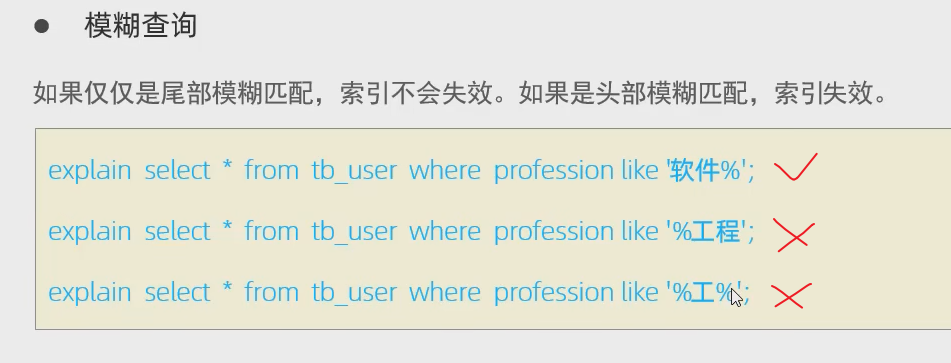 ● 模糊查询
如果仅仅是尾部模糊匹配，索引不会失效。如果是头部模糊匹配，索引失效。
explain select * from tb_user where profession like '软件%';
explain select * from tb_user where profession like '%工程';
explain select * from tb_user where profession like '%工%';